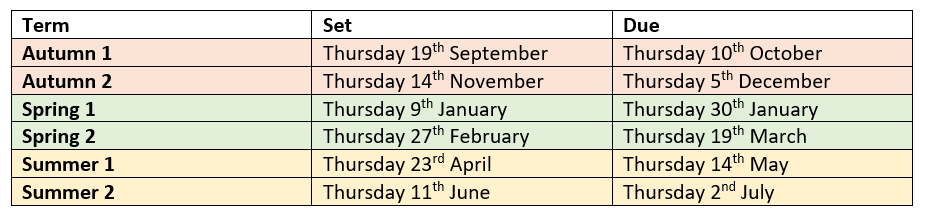 Term Set Due
Autumn 1 Thursday 19th September Thursday 10th October
Autumn 2 Thursday 14th November Thursday 5th December
Spring 1 Thursday 9th January Thursday 30th January
Spring 2 Thursday 27th February Thursday 19th March
Summer 1 Thursday 23rd April Thursday 14th May
Summer 2 Thursday 11th June Thursday 2nd July